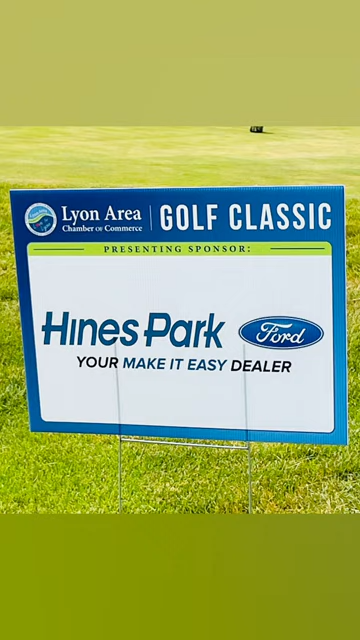 Lyon Area
Chamber OF Commerce
GOLF CLASSIC
PRESENTING SPONSOR:
Hines Park
Ford
YOUR MAKE IT EASY DEALER